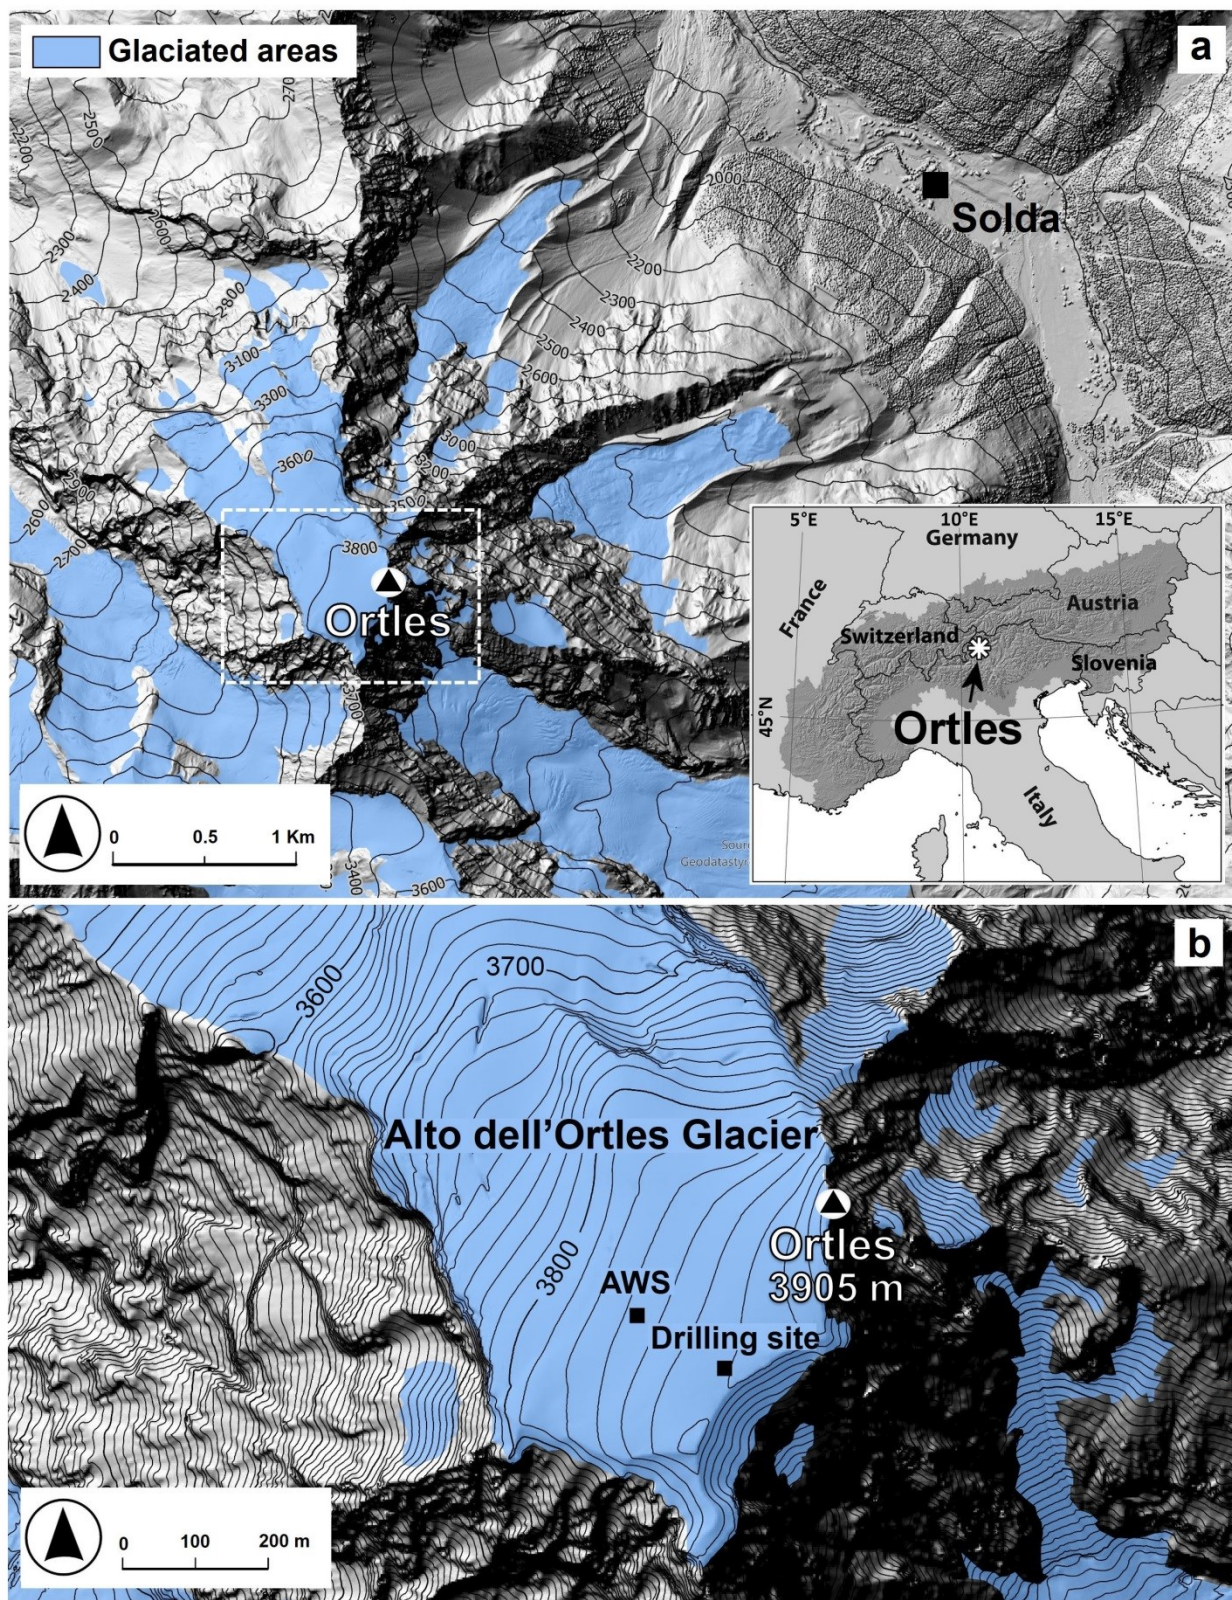 Glaciated areas
a
2700
2500
2200
2600
2300
2400
2800
3100
3300
3600
2900
2600
2700
2000
2200
2300
2400
2500
2600
3000
3200
3500
3800
3700
3400
3600
Solda
Ortles
0 0.5 1 Km
Geodatastyr
5°E 10°E 15°E
45°N
Germany
France
Austria
Switzerland
Slovenia
Ortles
Italy
b
3600
3700
Alto dell'Ortles Glacier
3800
Ortles
3905 m
AWS
Drilling site
0 100 200 m